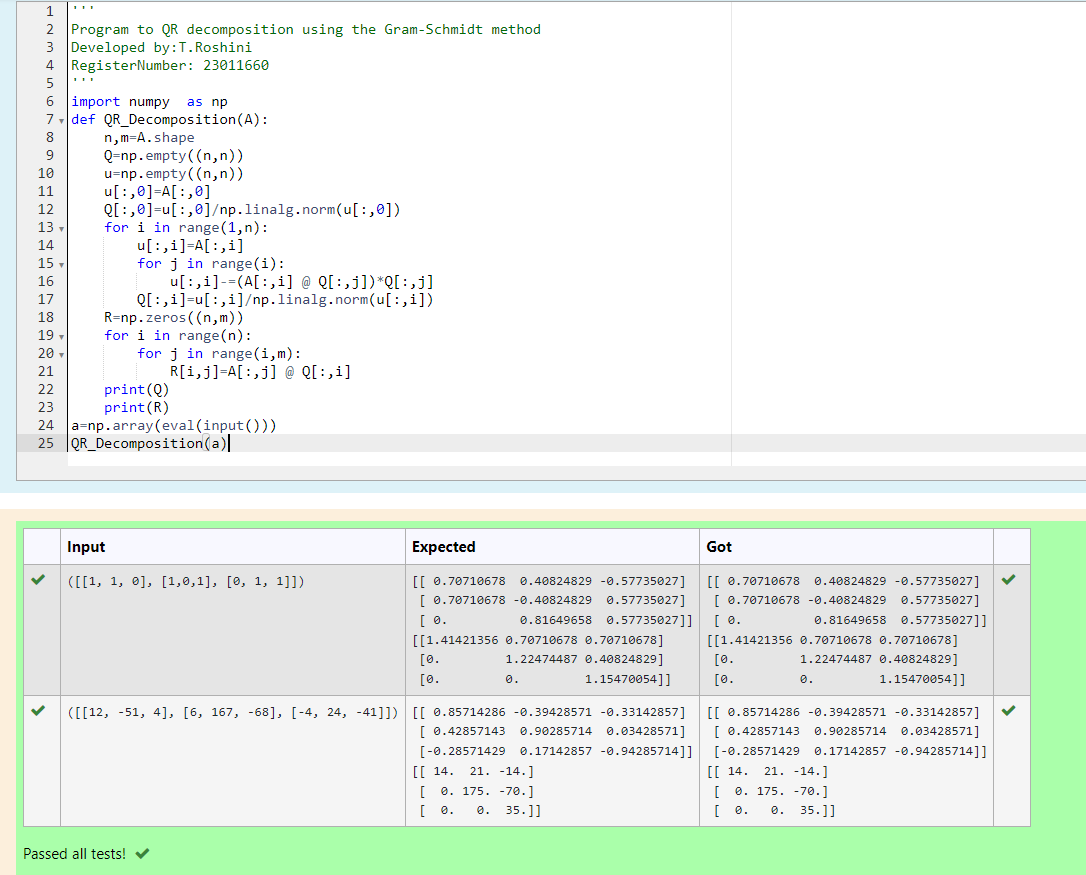 1 '''
2 Program to QR decomposition using the Gram-Schmidt method
3 Developed by:T.Roshini
4 RegisterNumber: 23011660
5 '''
6 import numpy  as np
7 def QR_Decomposition(A):
8     n,m=A.shape
9     Q=np.empty((n,n))
10     u=np.empty((n,n))
11     u[:,0]=A[:,0]
12     Q[:,0]=u[:,0]/np.linalg.norm(u[:,0])
13     for i in range(1,n):
14         u[:,i]=A[:,i]
15         for j in range(i):
16             u[:,i]-=(A[:,i] @ Q[:,j])*Q[:,j]
17         Q[:,i]=u[:,i]/np.linalg.norm(u[:,i])
18     R=np.zeros((n,m))
19     for i in range(n):
20         for j in range(i,m):
21             R[i,j]=A[:,j] @ Q[:,i]
22     print(Q)
23     print(R)
24 a=np.array(eval(input()))
25 QR_Decomposition(a)
Input Expected Got
([[1, 1, 0], [1,0,1], [0, 1, 1]]) [[ 0.70710678  0.40824829 -0.57735027] [[ 0.70710678  0.40824829 -0.57735027]
[ 0.70710678 -0.40824829  0.57735027] [ 0.70710678 -0.40824829  0.57735027]
[ 0.          0.81649658  0.57735027]] [ 0.          0.81649658  0.57735027]]
[[1.41421356 0.70710678 0.70710678] [[1.41421356 0.70710678 0.70710678]
[0.         1.22474487 0.40824829] [0.         1.22474487 0.40824829]
[0.         0.         1.15470054]] [0.         0.         1.15470054]]
([[12, -51, 4], [6, 167, -68], [-4, 24, -41]]) [[ 0.85714286 -0.39428571 -0.33142857] [[ 0.85714286 -0.39428571 -0.33142857]
[ 0.42857143  0.90285714  0.03428571] [ 0.42857143  0.90285714  0.03428571]
[-0.28571429  0.17142857 -0.94285714]] [-0.28571429  0.17142857 -0.94285714]]
[[ 14.  21. -14.] [[ 14.  21. -14.]
[  0. 175. -70.] [  0. 175. -70.]
[  0.   0.  35.]] [  0.   0.  35.]]
Passed all tests!